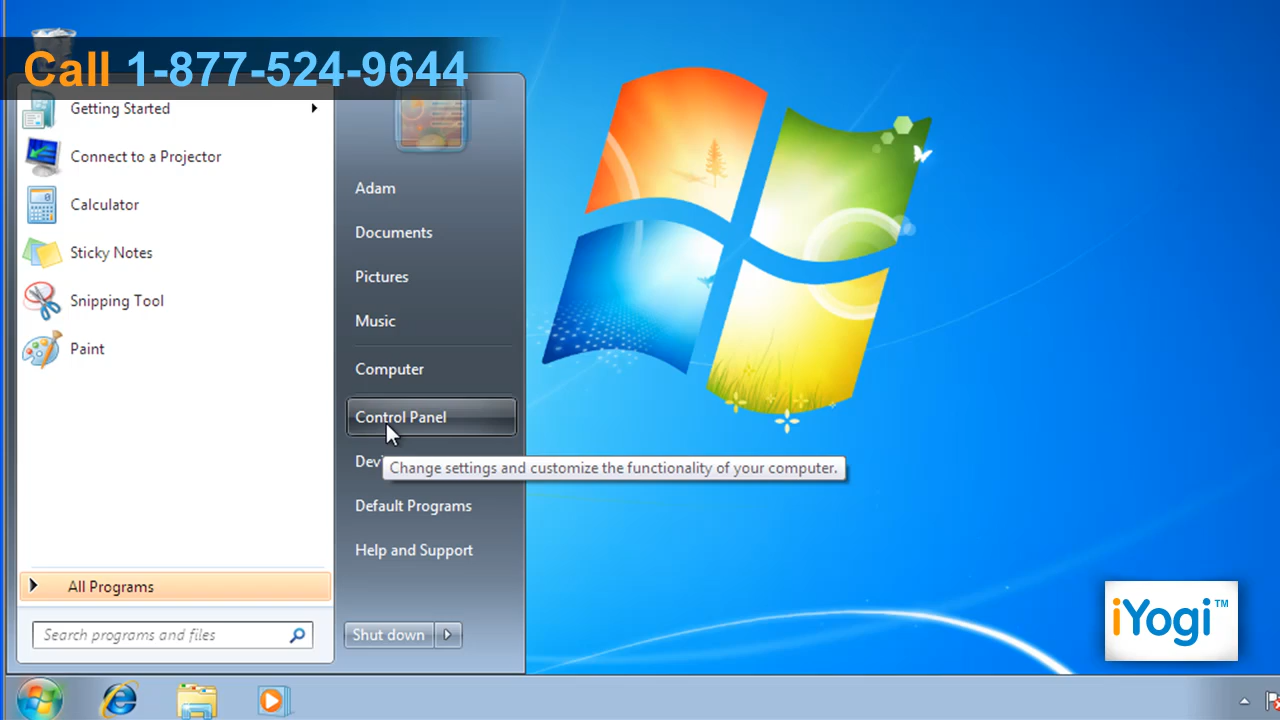 Call 1-877-524-9644
Getting Started
Connect to a Projector
Calculator
Sticky Notes
Snipping Tool
Paint
All Programs
Search programs and files
Adam
Documents
Pictures
Music
Computer
Control Panel
Devi
Change settings and customize the functionality of your computer.
Default Programs
Help and Support
Shut down
iYogi™